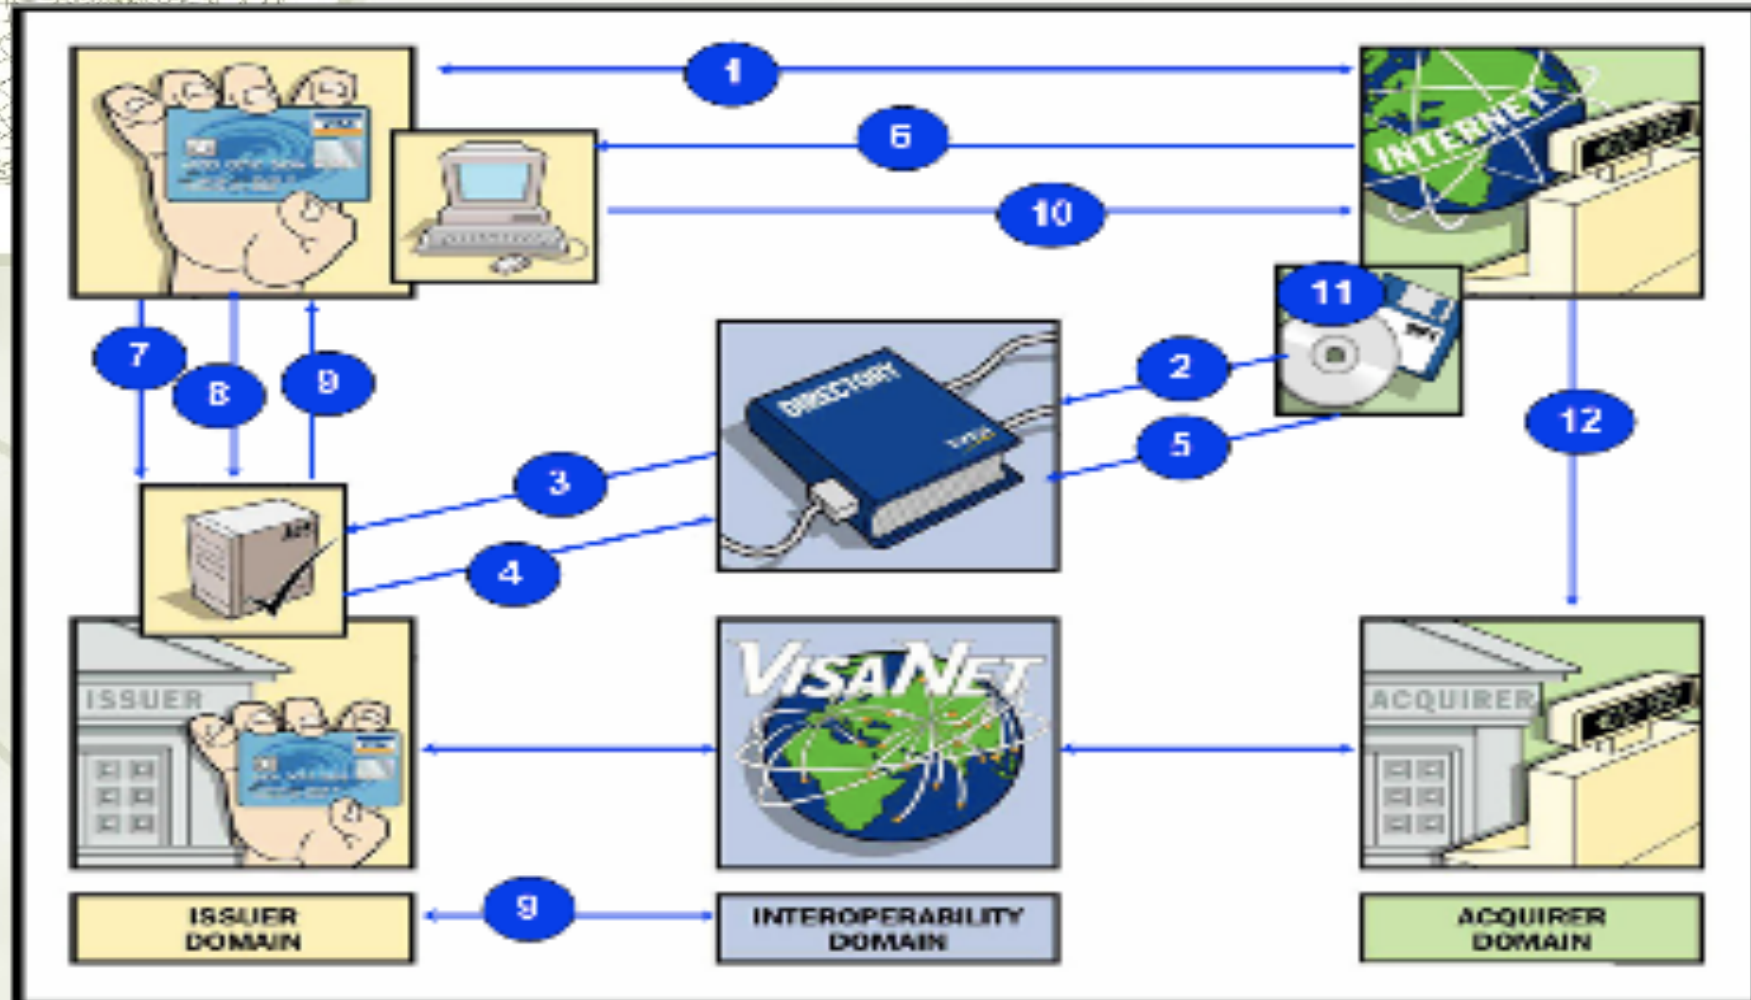 1
VISA
INTERNET
6
10
11
7
8
9
DIRECTORY
2
5
12
3
4
ISSUER
VISANET
ACQUIRER
ISSUER
DOMAIN
9
INTEROPERABILITY
DOMAIN
ACQUIRER
DOMAIN